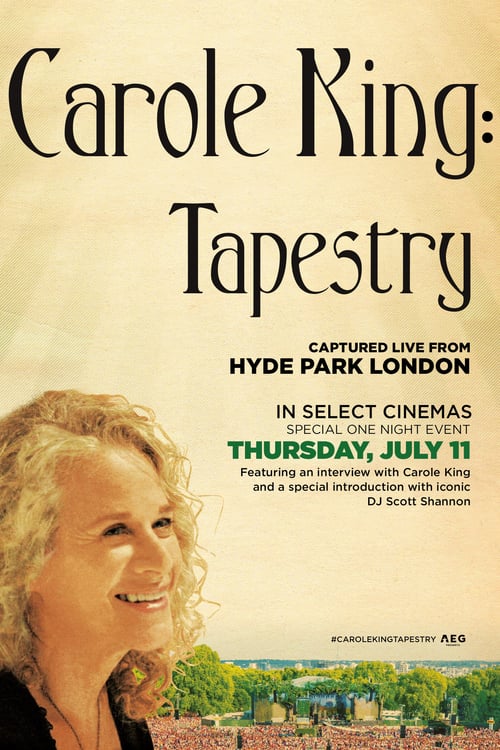 Carole King:
Tapestry
CAPTURED LIVE FROM
HYDE PARK LONDON
IN SELECT CINEMAS
SPECIAL ONE NIGHT EVENT
THURSDAY, JULY 11
Featuring an interview with Carole King
and a special introduction with iconic
DJ Scott Shannon
#CAROLEKINGTAPESTRY AEG
PRESENTS